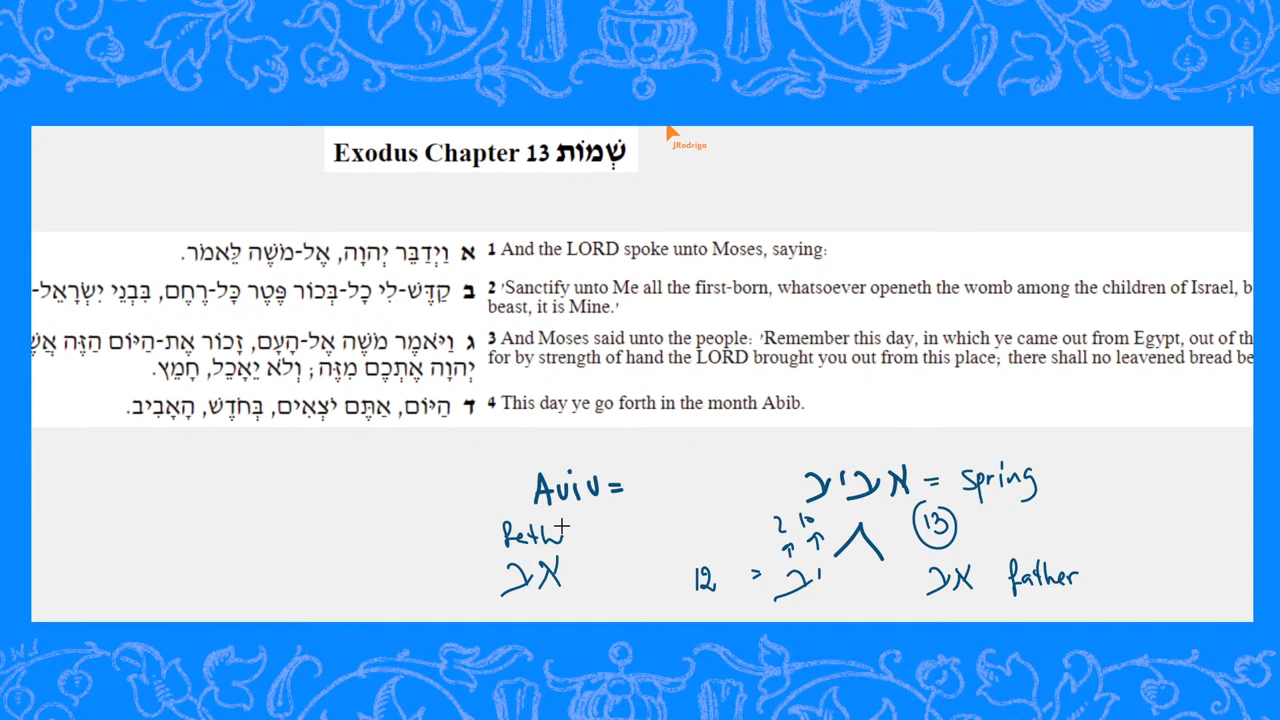 Exodus Chapter 13 שְׁמוֹת
JRodrigo
א וַיְדַבֵּר יְהוָה, אֶל-מֹשֶׁה לֵּאמֹר.
1 And the LORD spoke unto Moses, saying:
ב קַדֶּשׁ-לִי כָל-בְּכוֹר פֶּטֶר כָּל-רֶחֶם, בִּבְנֵי יִשְׂרָאֵל-
2 'Sanctify unto Me all the first-born, whatsoever openeth the womb among the children of Israel, b
beast, it is Mine.'
ג וַיֹּאמֶר מֹשֶׁה אֶל-הָעָם, זָכוֹר אֶת-הַיּוֹם הַזֶּה אֲשֶׁ
יְהוָה אֶתְכֶם מִזֶּה; וְלֹא יֵאָכֵל, חָמֵץ.
3 And Moses said unto the people: 'Remember this day, in which ye came out from Egypt, out of th
for by strength of hand the LORD brought you out from this place; there shall no leavened bread be
ד הַיּוֹם, אַתֶּם יֹצְאִים, בְּחֹדֶשׁ, הָאָבִיב.
4 This day ye go forth in the month Abib.
Aviv =
אביב = spring
2 10
13
12 = יב
אב father
אב